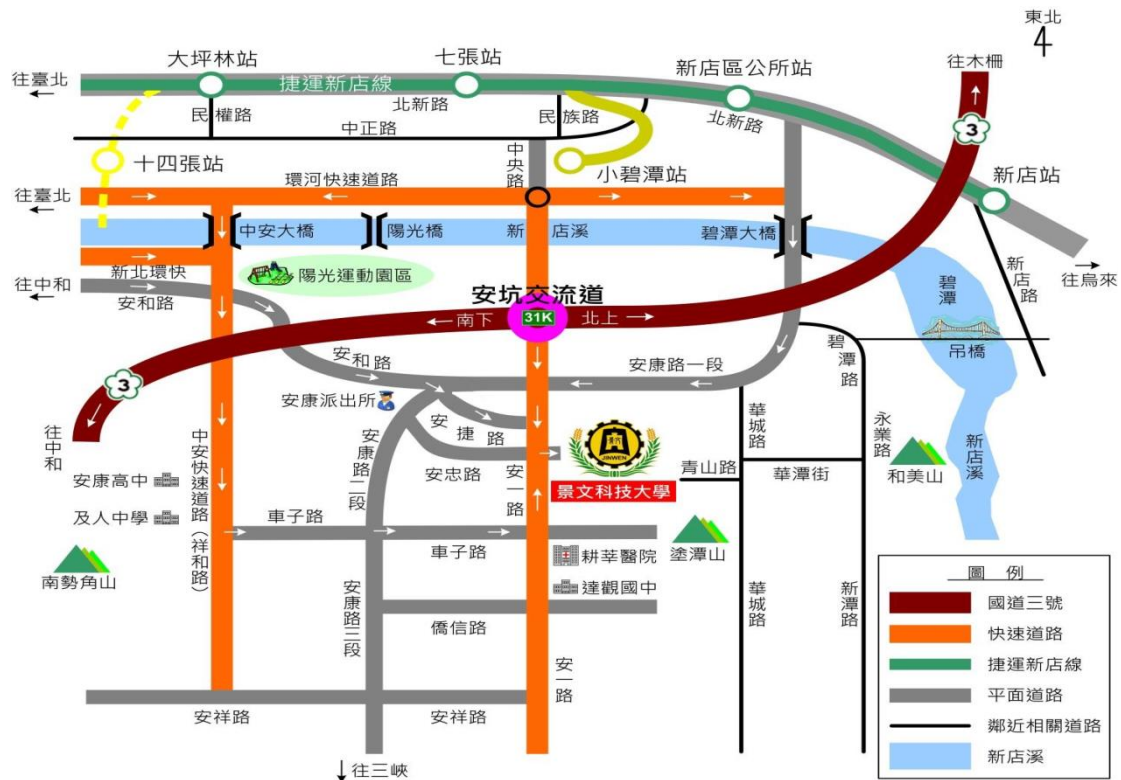 東北
4
往木柵
大坪林站
七張站
新店區公所站
往臺北
捷運新店線
北新路
北新路
民權路
民族路
中正路
3
十四張站
中央路
小碧潭站
新店站
往臺北
環河快速道路
中安大橋
陽光橋
新店溪
碧潭大橋
往烏來
新北環快
往中和
安和路
陽光運動園區
安坑交流道
31K
南下
北上
碧潭
新店路
吊橋
碧潭路
安和路
安康路一段
3
安康派出所
往中和
安捷路
安康路二段
安忠路
安一路
JINWEN
景文科技大學
華城路
青山路
華潭街
永業路
和美山
新店溪
中安快速道路(祥和路)
安康高中
及人中學
車子路
車子路
南勢角山
耕莘醫院
達觀國中
塗潭山
安康路三段
僑信路
華城路
新潭路
安一路
安祥路
安祥路
往三峽
圖例
國道三號
快速道路
捷運新店線
平面道路
鄰近相關道路
新店溪